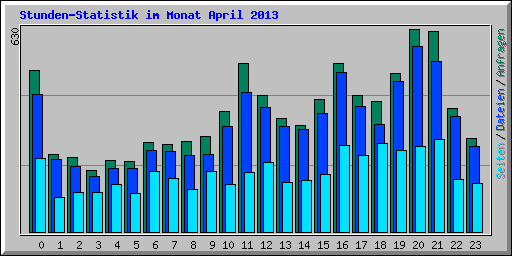 Stunden-Statistik im Monat April 2013
630
Seiten / Dateien / Anfragen
0 1 2 3 4 5 6 7 8 9 10 11 12 13 14 15 16 17 18 19 20 21 22 23